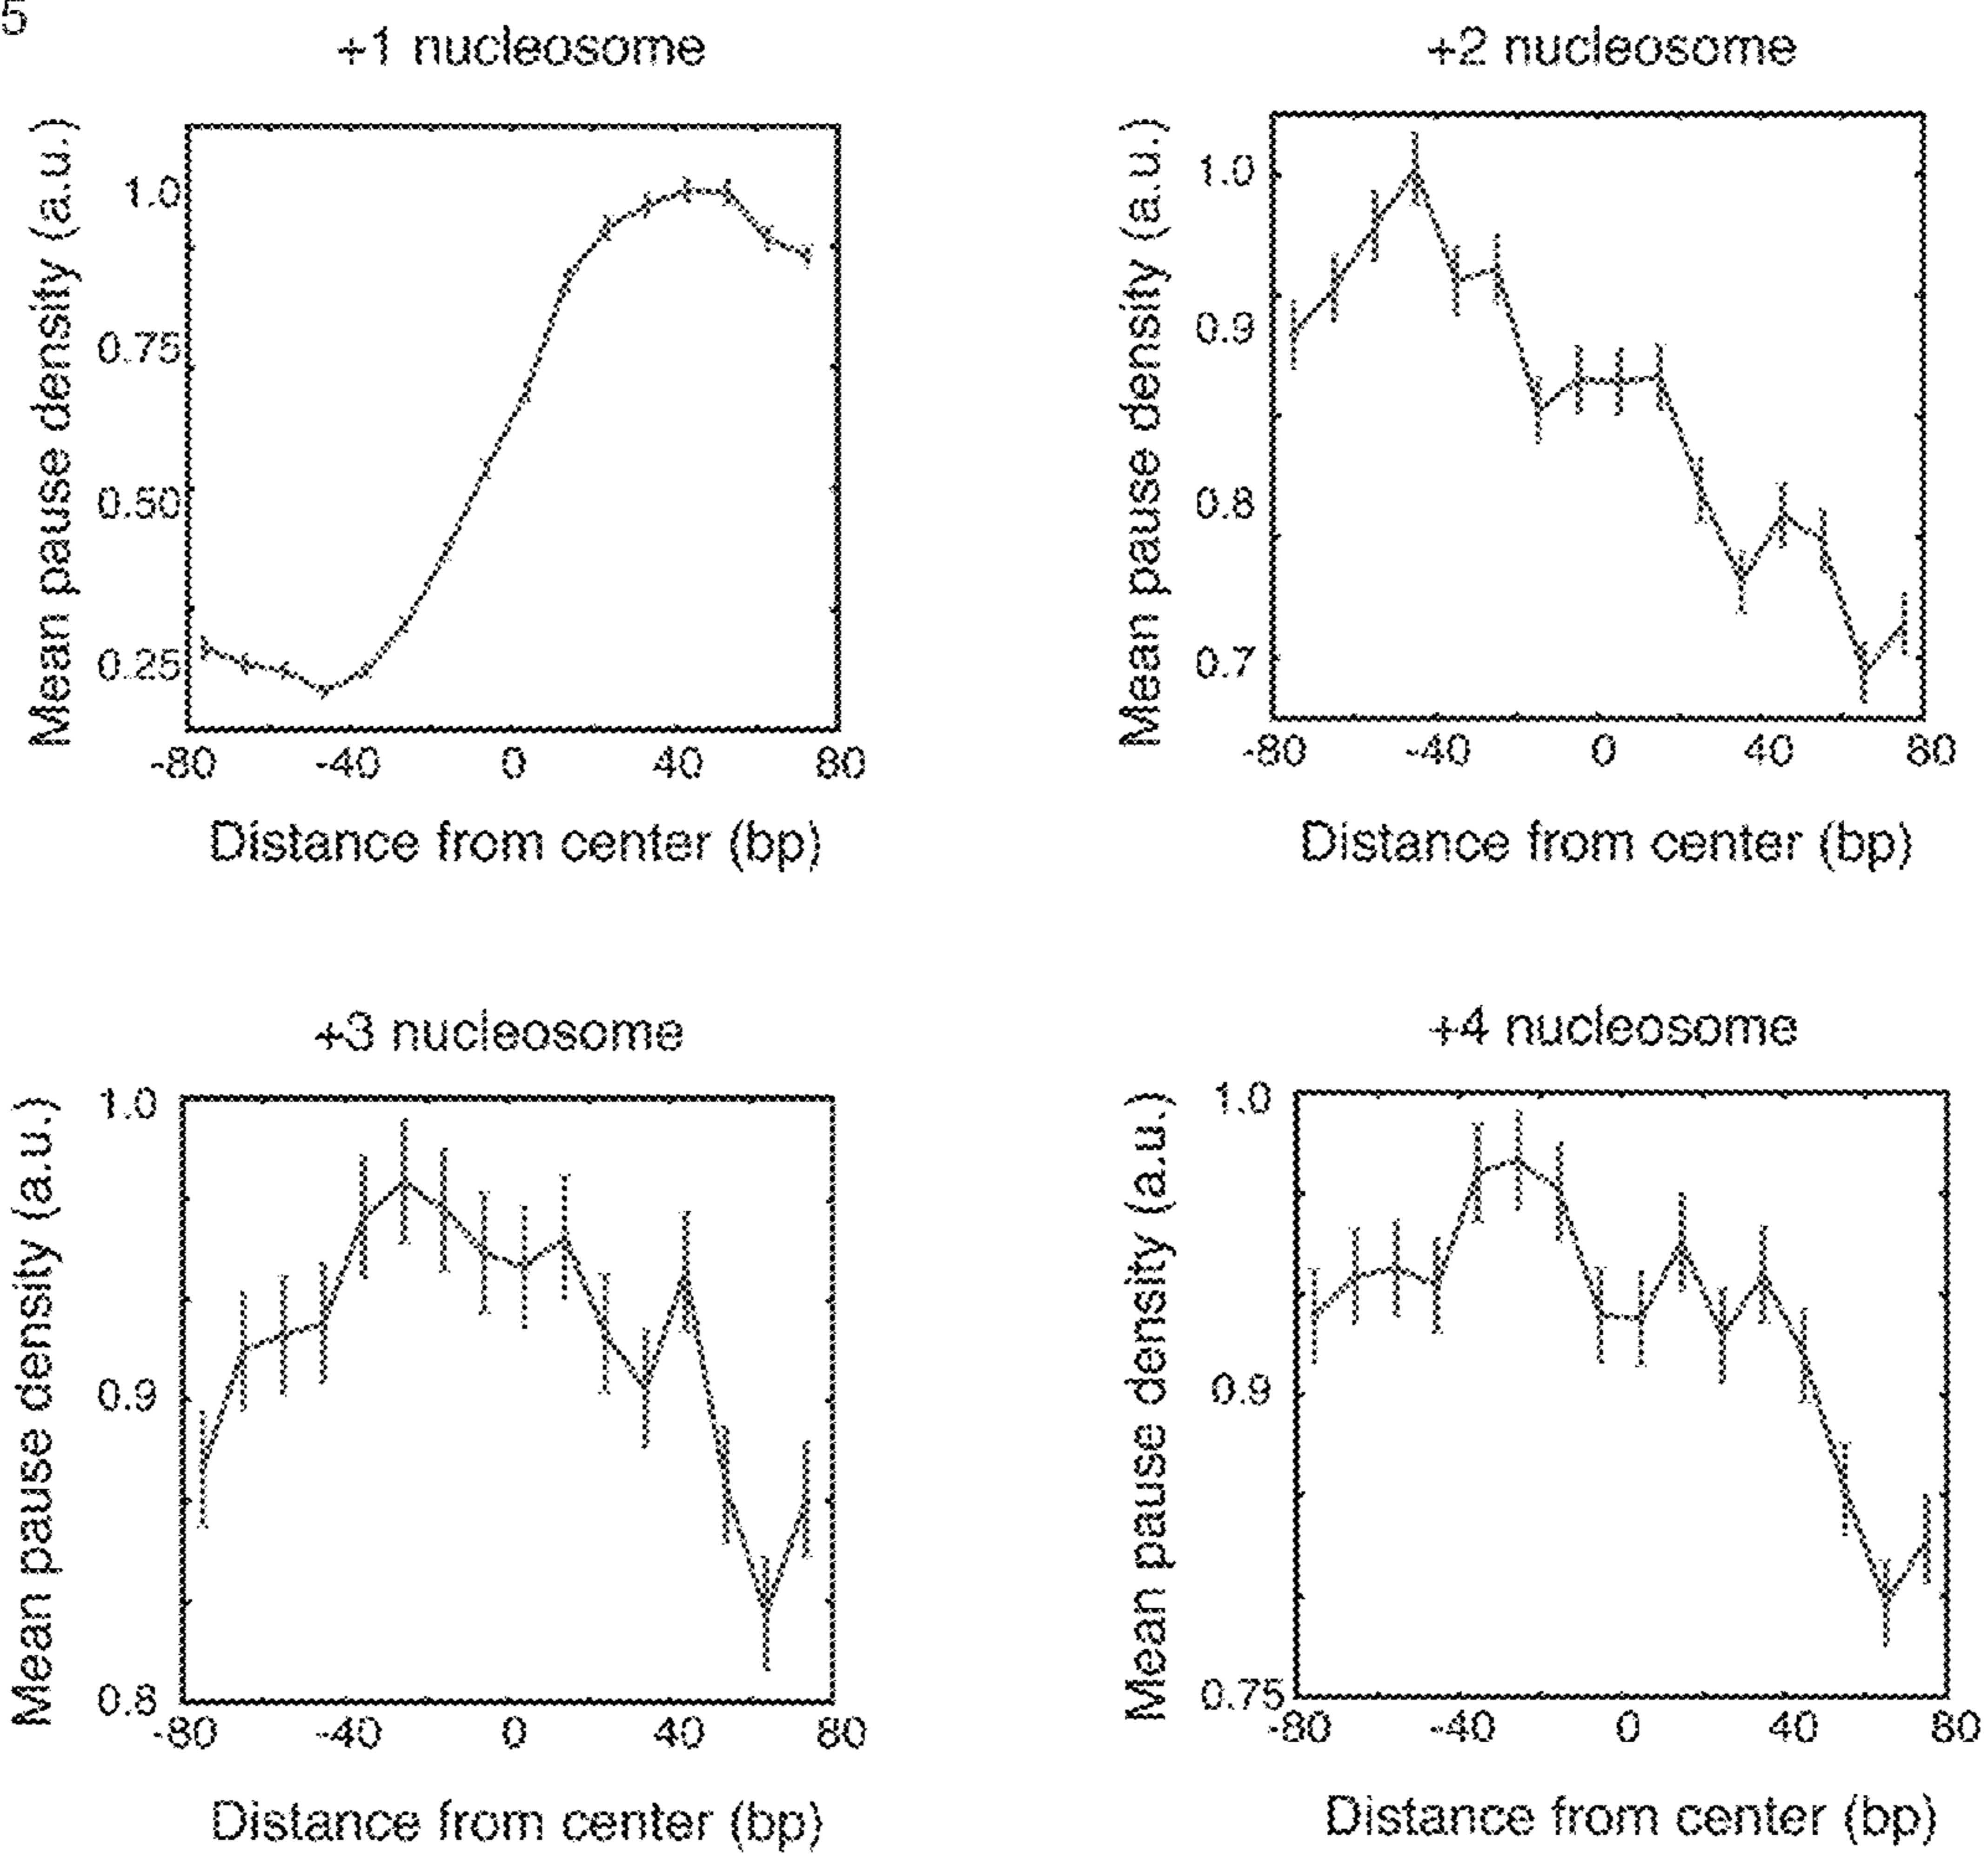 5
+1 nucleosome
Mean pause density (a.u.)
1.0
0.75
0.50
0.25
-80 -40 0 40 80
Distance from center (bp)
+2 nucleosome
Mean pause density (a.u.)
1.0
0.9
0.8
0.7
-80 -40 0 40 80
Distance from center (bp)
+3 nucleosome
Mean pause density (a.u.)
1.0
0.9
0.8
-80 -40 0 40 80
Distance from center (bp)
+4 nucleosome
Mean pause density (a.u.)
1.0
0.9
0.75
-80 -40 0 40 80
Distance from center (bp)